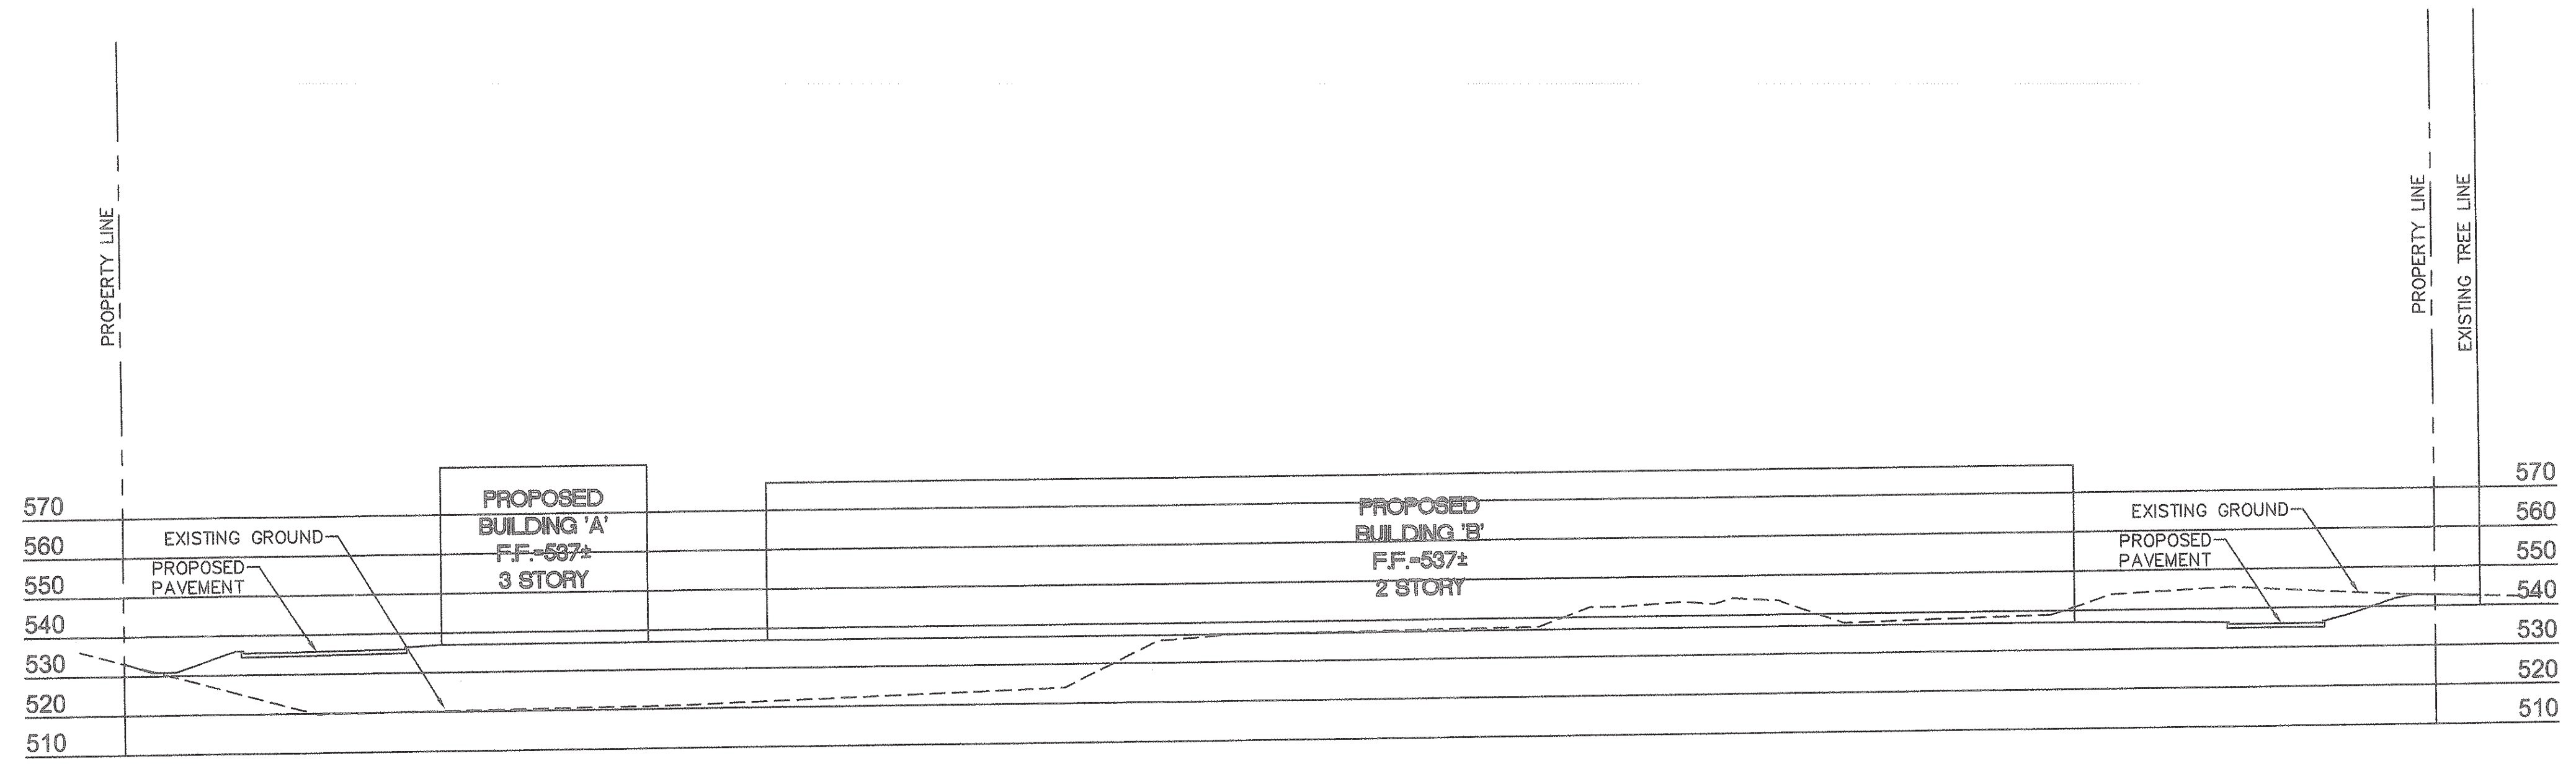 PROPERTY LINE
PROPERTY LINE
EXISTING TREE LINE
PROPOSED
BUILDING 'A'
F.F.=537±
3 STORY
PROPOSED
BUILDING 'B'
F.F.=537±
2 STORY
EXISTING GROUND
PROPOSED
PAVEMENT
EXISTING GROUND
PROPOSED
PAVEMENT
570
560
550
540
530
520
510
570
560
550
540
530
520
510